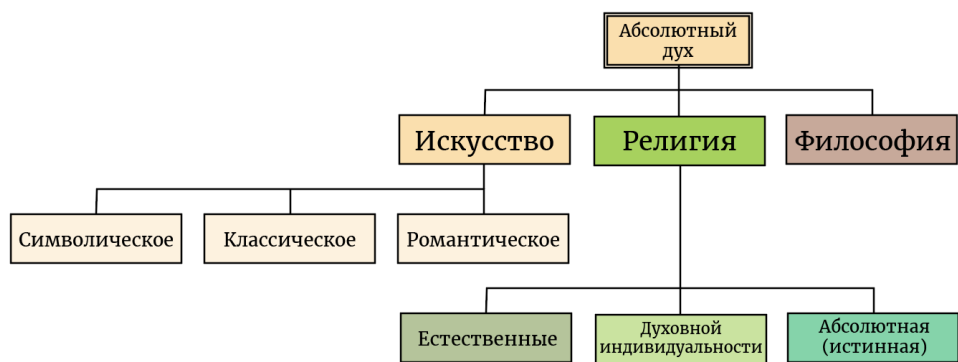 Абсолютный
дух
Искусство
Религия
Философия
Символическое
Классическое
Романтическое
Естественные
Духовной
индивидуальности
Абсолютная
(истинная)